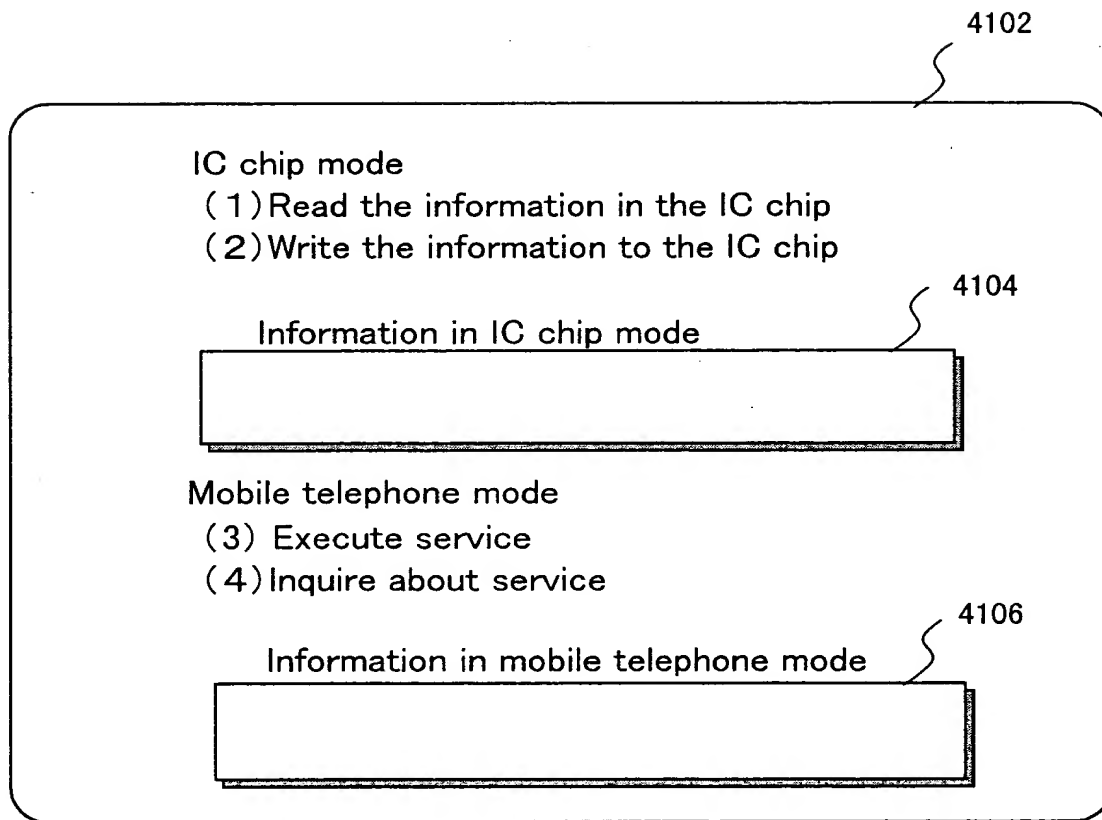 4102
IC chip mode
(1)Read the information in the IC chip
(2)Write the information to the IC chip
4104
Information in IC chip mode
Mobile telephone mode
(3) Execute service
(4)Inquire about service
4106
Information in mobile telephone mode